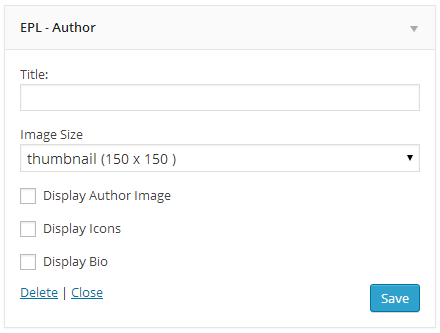 EPL - Author
Title:
Image Size
thumbnail (150 x 150 )
Display Author Image
Display Icons
Display Bio
Delete | Close
Save